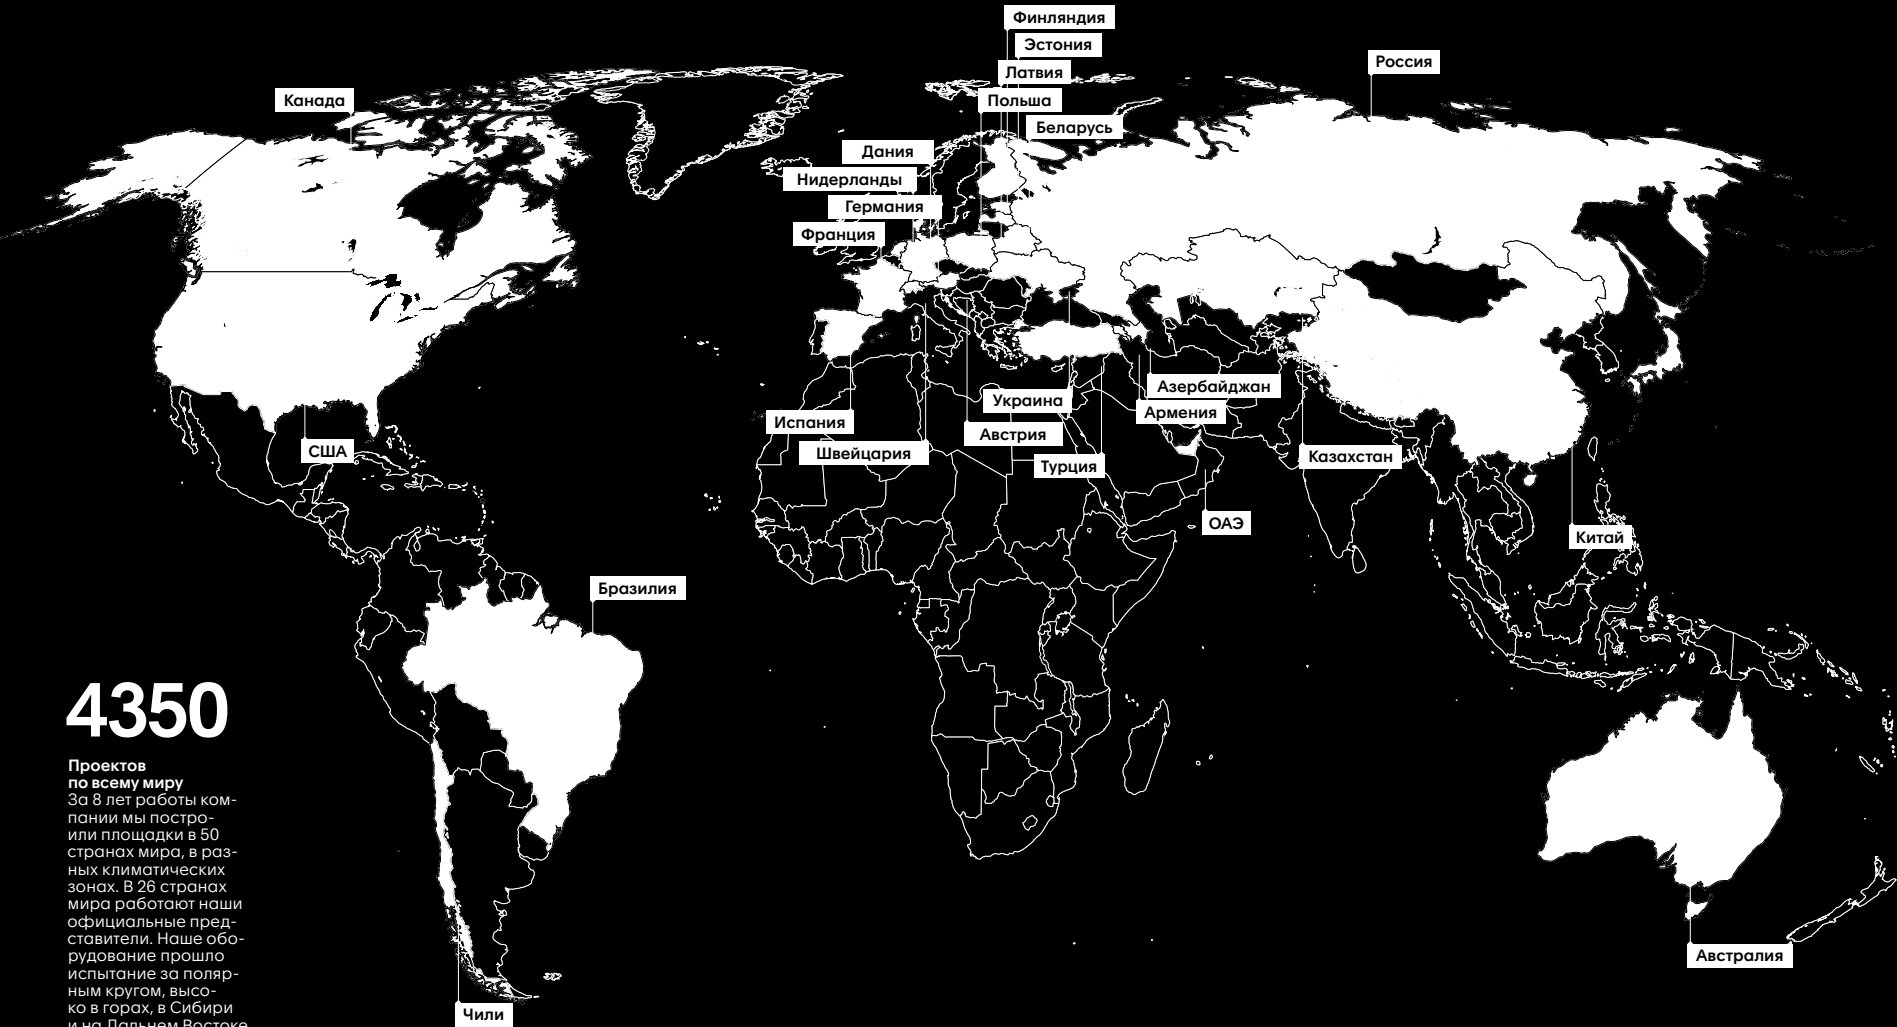 Финляндия
Эстония
Россия
Латвия
Канада
Польша
Беларусь
Дания
Нидерланды
Германия
Франция
Азербайджан
Украина
Армения
Испания
Австрия
США
Швейцария
Казахстан
Турция
ОАЭ
Китай
Бразилия
4350
Проектов
по всему миру
За 8 лет работы ком-
пании мы постро-
или площадки в 50
странах мира, в раз-
ных климатических
зонах. В 26 странах
мира работают наши
официальные пред-
ставители. Наше обо-
рудование прошло
испытание за поляр-
ным кругом, высо-
ко в горах, в Сибири
и на Дальнем Востоке
Австралия
Чили